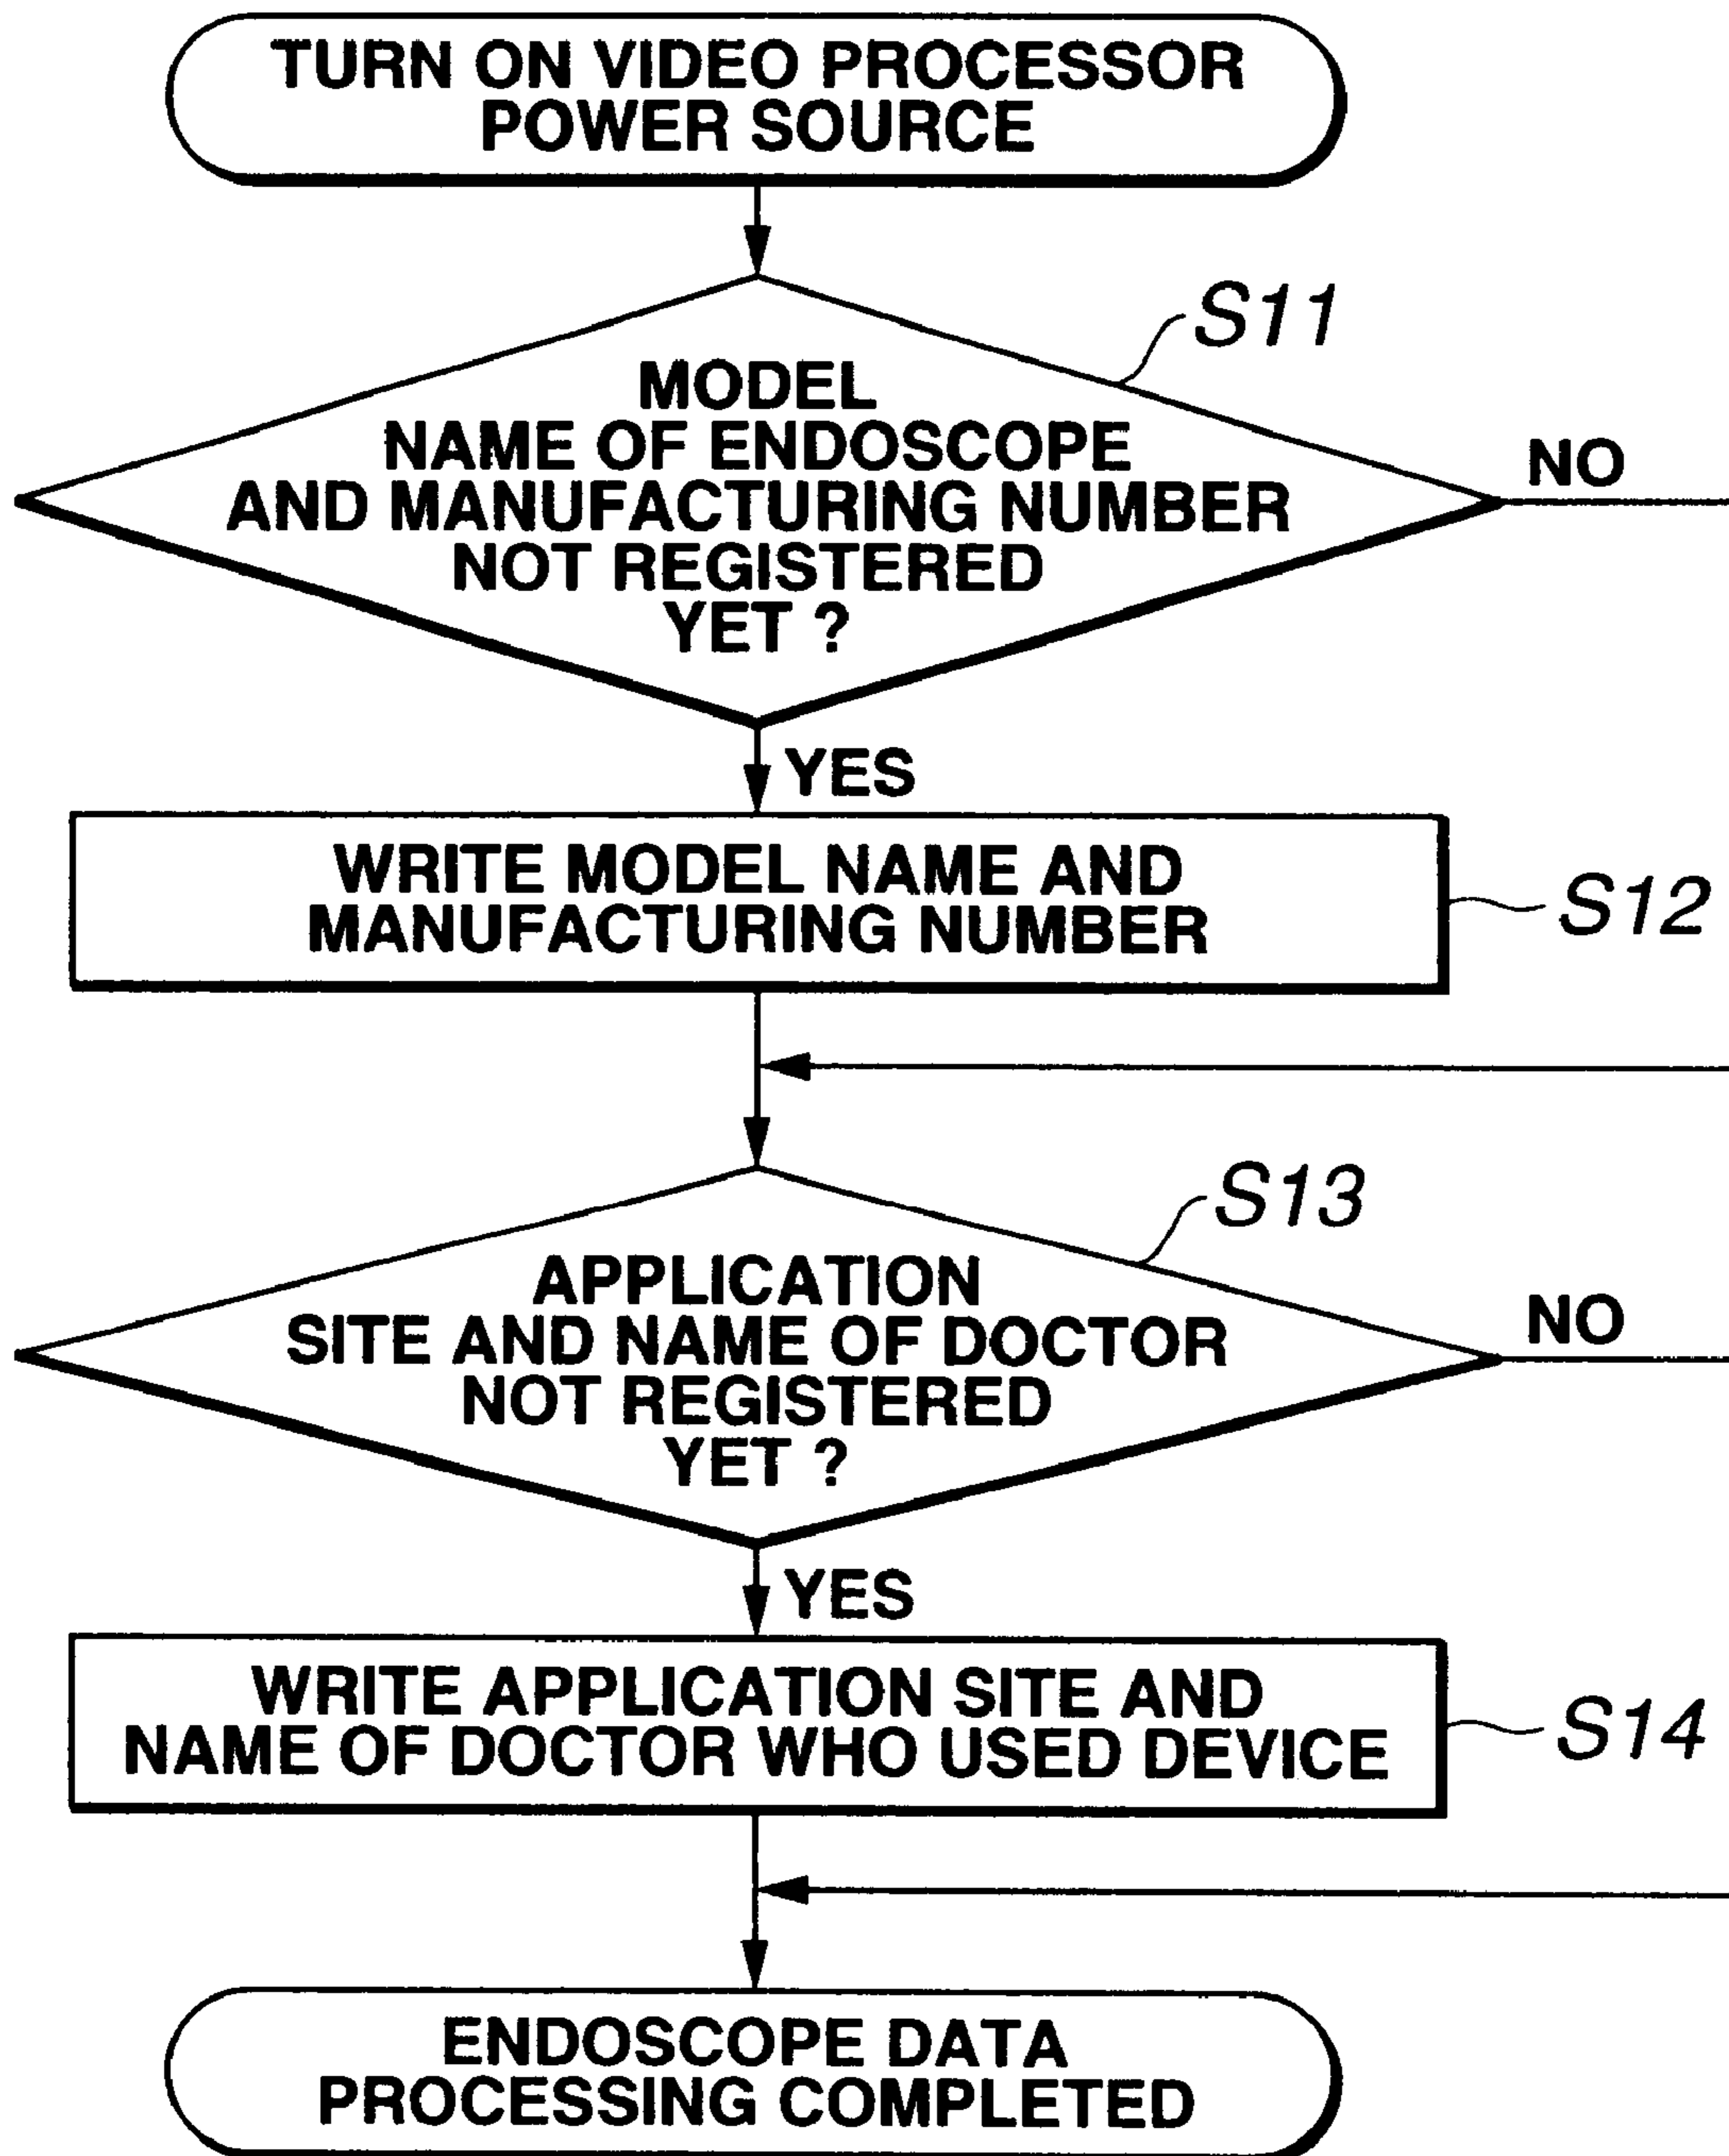 TURN ON VIDEO PROCESSOR
POWER SOURCE
S11
MODEL
NAME OF ENDOSCOPE
AND MANUFACTURING NUMBER
NOT REGISTERED
YET ?
NO
YES
WRITE MODEL NAME AND
MANUFACTURING NUMBER
S12
S13
APPLICATION
SITE AND NAME OF DOCTOR
NOT REGISTERED
YET ?
NO
YES
WRITE APPLICATION SITE AND
NAME OF DOCTOR WHO USED DEVICE
S14
ENDOSCOPE DATA
PROCESSING COMPLETED